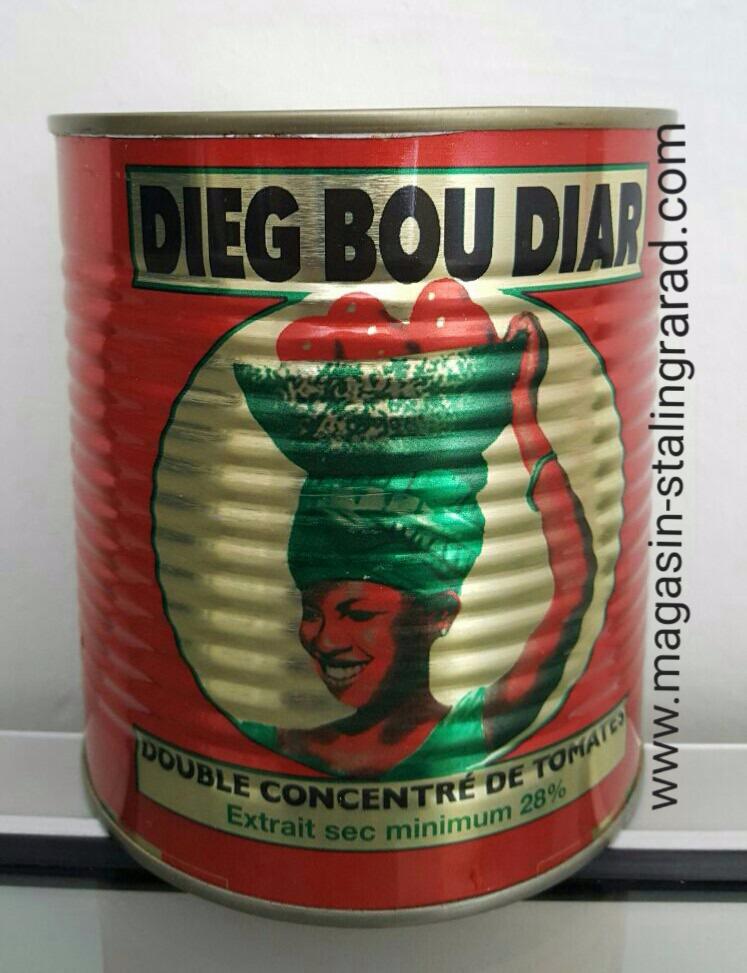 DIEG BOU DIAR
DOUBLE CONCENTRÉ DE TOMATES
Extrait sec minimum 28%
www.magasin-stalingrarad.com